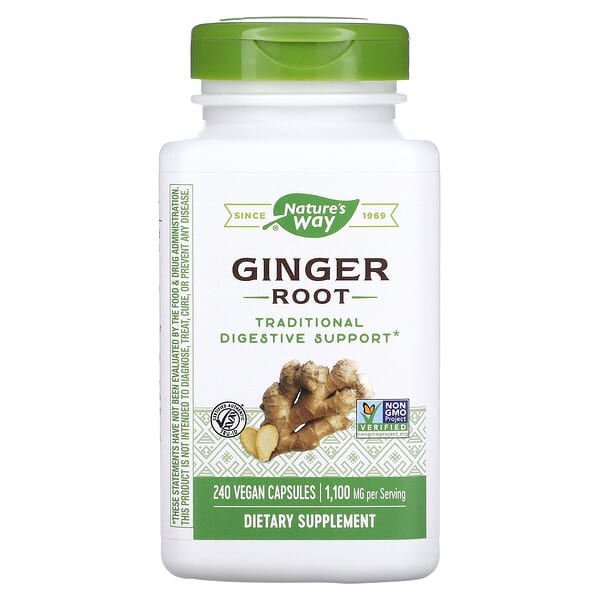 SINCE Nature's 1969
Way®
GINGER
ROOT
TRADITIONAL
DIGESTIVE SUPPORT*
NON
GMO
Project
VERIFIED
nongmoproject.org
240 VEGAN CAPSULES | 1,100 MG per Serving
DIETARY SUPPLEMENT
*THESE STATEMENTS HAVE NOT BEEN EVALUATED BY THE FOOD & DRUG ADMINISTRATION.
THIS PRODUCT IS NOT INTENDED TO DIAGNOSE, TREAT, CURE, OR PREVENT ANY DISEASE.